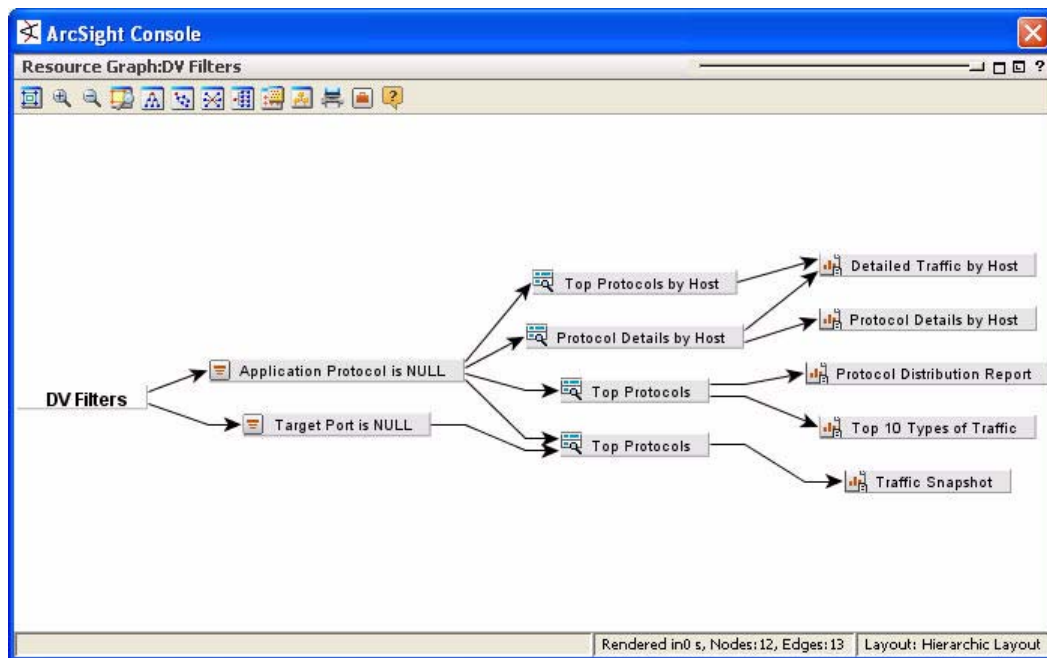 ArcSight Console
Resource Graph:DV Filters
Detailed Traffic by Host
Top Protocols by Host
Protocol Details by Host
Protocol Details by Host
Application Protocol is NULL
Protocol Distribution Report
DV Filters
Top Protocols
Target Port is NULL
Top 10 Types of Traffic
Top Protocols
Traffic Snapshot
Rendered in0 s, Nodes:12, Edges:13
Layout: Hierarchic Layout